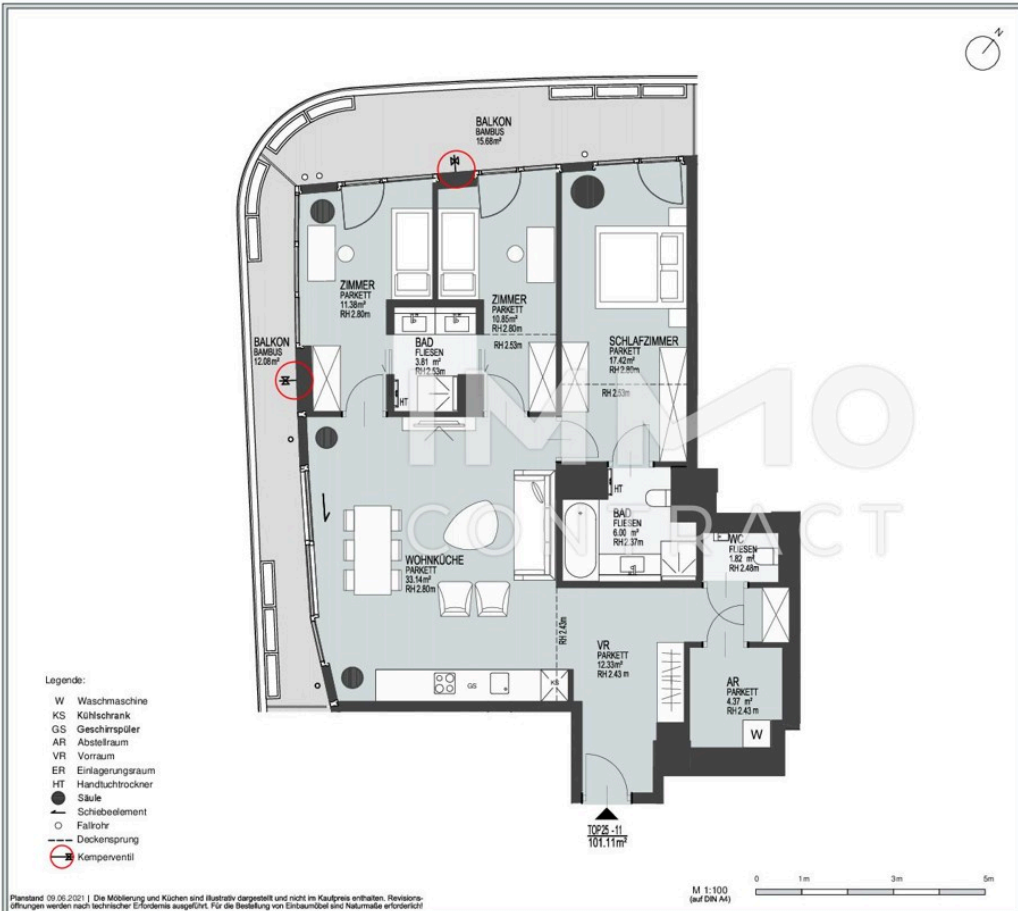 N
BALKON
BAMBUS
15.68m²
ZIMMER
PARKETT
11.38m²
RH 2.80m
ZIMMER
PARKETT
10.85m²
RH 2.80m
RH 2.53m
BAD
FLIESEN
3.81 m²
RH 2.53m
HT
SCHLAFZIMMER
PARKETT
17.42m²
RH 2.80m
RH 2.53m
BALKON
BAMBUS
12.08m²
IMMO
CONTRACT
HT
BAD
FLIESEN
6.00 m²
RH 2.37m
WC
FLIESEN
1.82 m²
RH 2.48m
WOHNKÜCHE
PARKETT
33.14m²
RH 2.80m
RH 2.43m
VR
PARKETT
12.33m²
RH 2.43 m
AR
PARKETT
4.37 m²
RH 2.43 m
GS
KS
W
Legende:
W Waschmaschine
KS Kühlschrank
GS Geschirrspüler
AR Abstellraum
VR Vorraum
ER Einlagerungsraum
HT Handtuchtrockner
Säule
Schiebeelement
Fallrohr
Deckensprung
Kemperventil
TOP25 -11
101.11m²
M 1:100
(auf DIN A4)
0 1m 3m 5m
Planstand 09.06.2021 | Die Möblierung und Küchen sind illustrativ dargestellt und nicht im Kaufpreis enthalten. Revisions-
öffnungen werden nach technischer Erfordernis ausgeführt. Für die Bestellung von Einbaumöbel sind Naturmaße erforderlich!